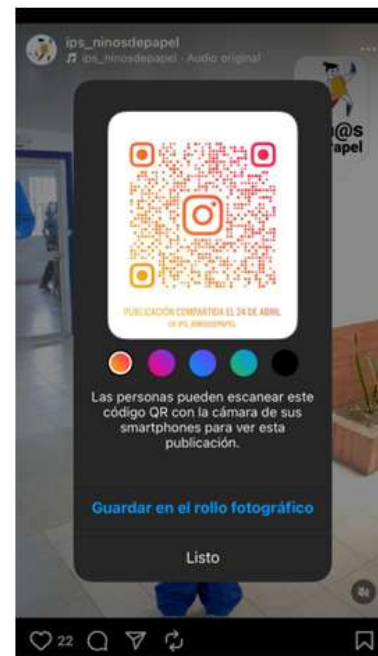 ips_ninosdepapel
ips_ninosdepapel · Audio original
@s
apel
PUBLICACIÓN COMPARTIDA EL 24 DE ABRIL
DE IPS_NINOSDEPAPEL
Las personas pueden escanear este
código QR con la cámara de sus
smartphones para ver esta
publicación.
Guardar en el rollo fotográfico
Listo
22